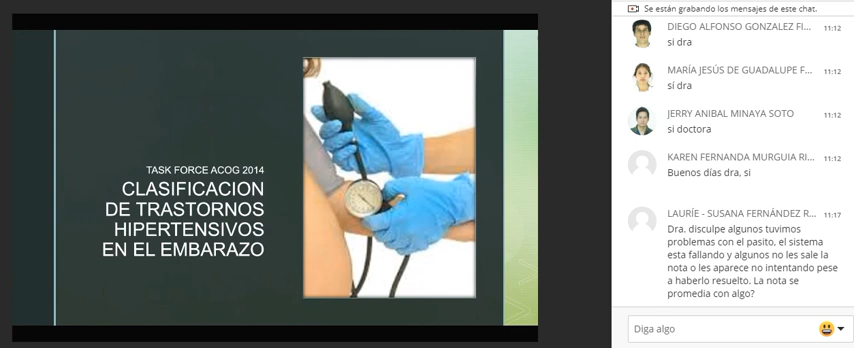 TASK FORCE ACOG 2014
CLASIFICACION
DE TRASTORNOS
HIPERTENSIVOS
EN EL EMBARAZO
Se están grabando los mensajes de este chat.
DIEGO ALFONSO GONZALEZ FI... 11:12
si dra
MARÍA JESÚS DE GUADALUPE F... 11:12
sí dra
JERRY ANIBAL MINAYA SOTO 11:12
si doctora
KAREN FERNANDA MURGUIA RI... 11:12
Buenos días dra, si
LAURÍE - SUSANA FERNÁNDEZ R... 11:17
Dra. disculpe algunos tuvimos
problemas con el pasito, el sistema
esta fallando y algunos no les sale la
nota o les aparece no intentando pese
a haberlo resuelto. La nota se
promedia con algo?
Diga algo